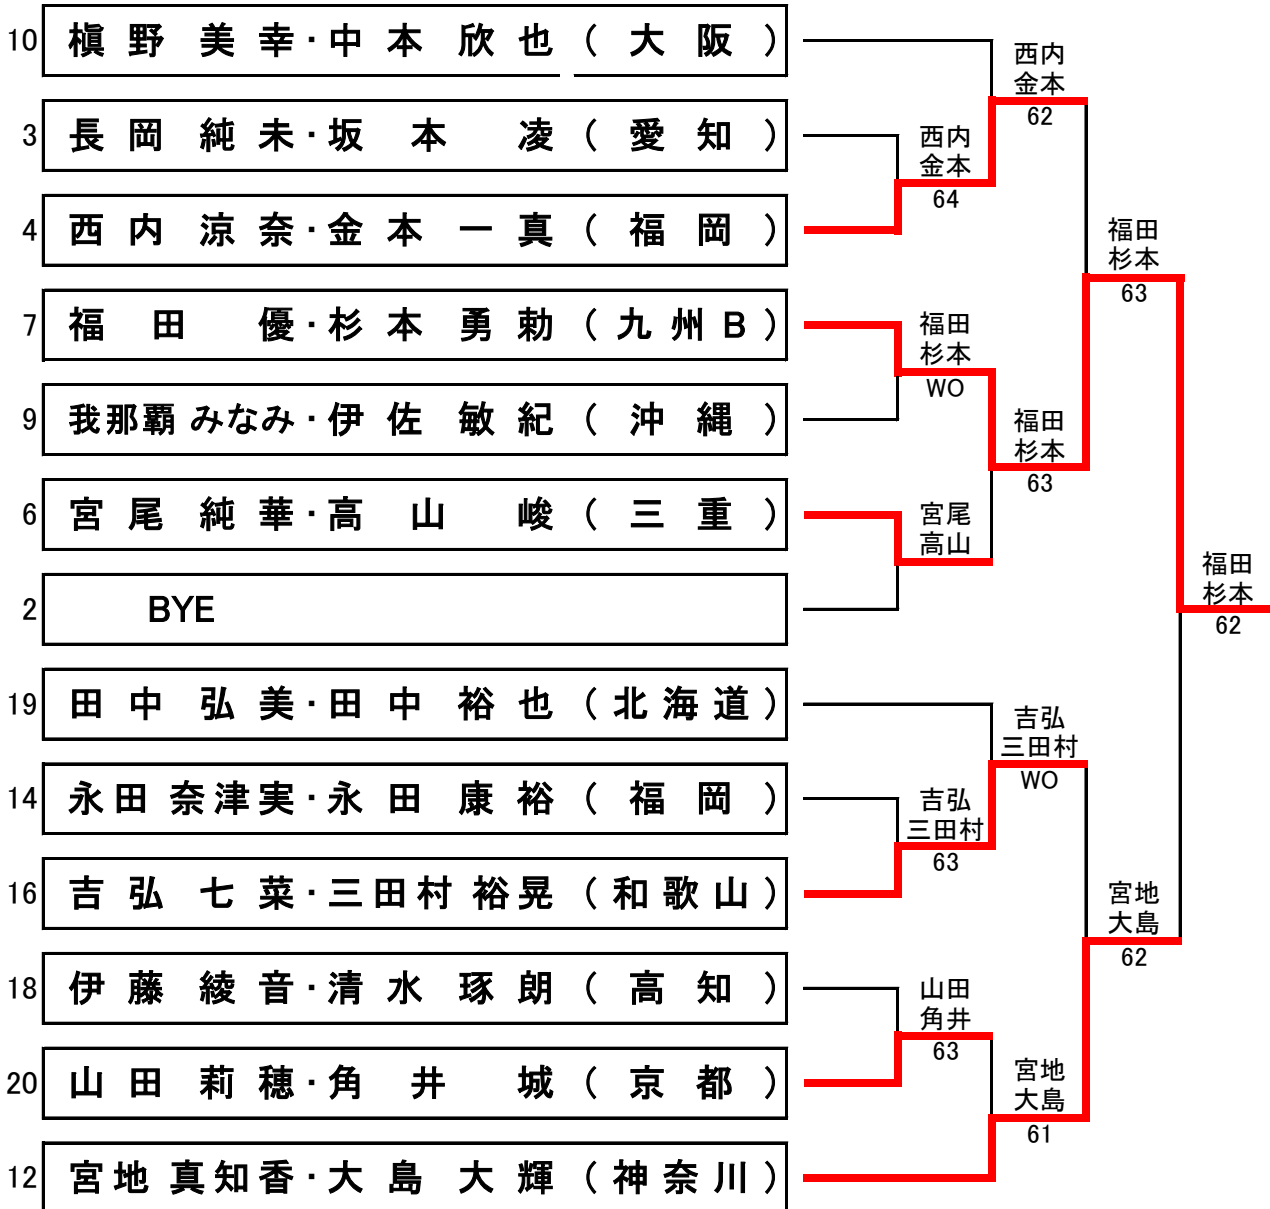 10 槇野 美幸・中本 欣也 (大阪)
3 長岡 純未・坂本 凌 (愛知)
4 西内 涼奈・金本 一真 (福岡)
7 福田 優・杉本 勇勅 (九州B)
9 我那覇 みなみ・伊佐 敏紀 (沖縄)
6 宮尾 純華・高山 峻 (三重)
2 BYE
19 田中 弘美・田中 裕也 (北海道)
14 永田 奈津実・永田 康裕 (福岡)
16 吉弘 七菜・三田村 裕晃 (和歌山)
18 伊藤 綾音・清水 琢朗 (高知)
20 山田 莉穂・角井 城 (京都)
12 宮地 真知香・大島 大輝 (神奈川)
西内
金本
64
福田
杉本
WO
宮尾
高山
吉弘
三田村
63
山田
角井
63
西内
金本
62
福田
杉本
63
吉弘
三田村
WO
宮地
大島
61
福田
杉本
63
宮地
大島
62
福田
杉本
62